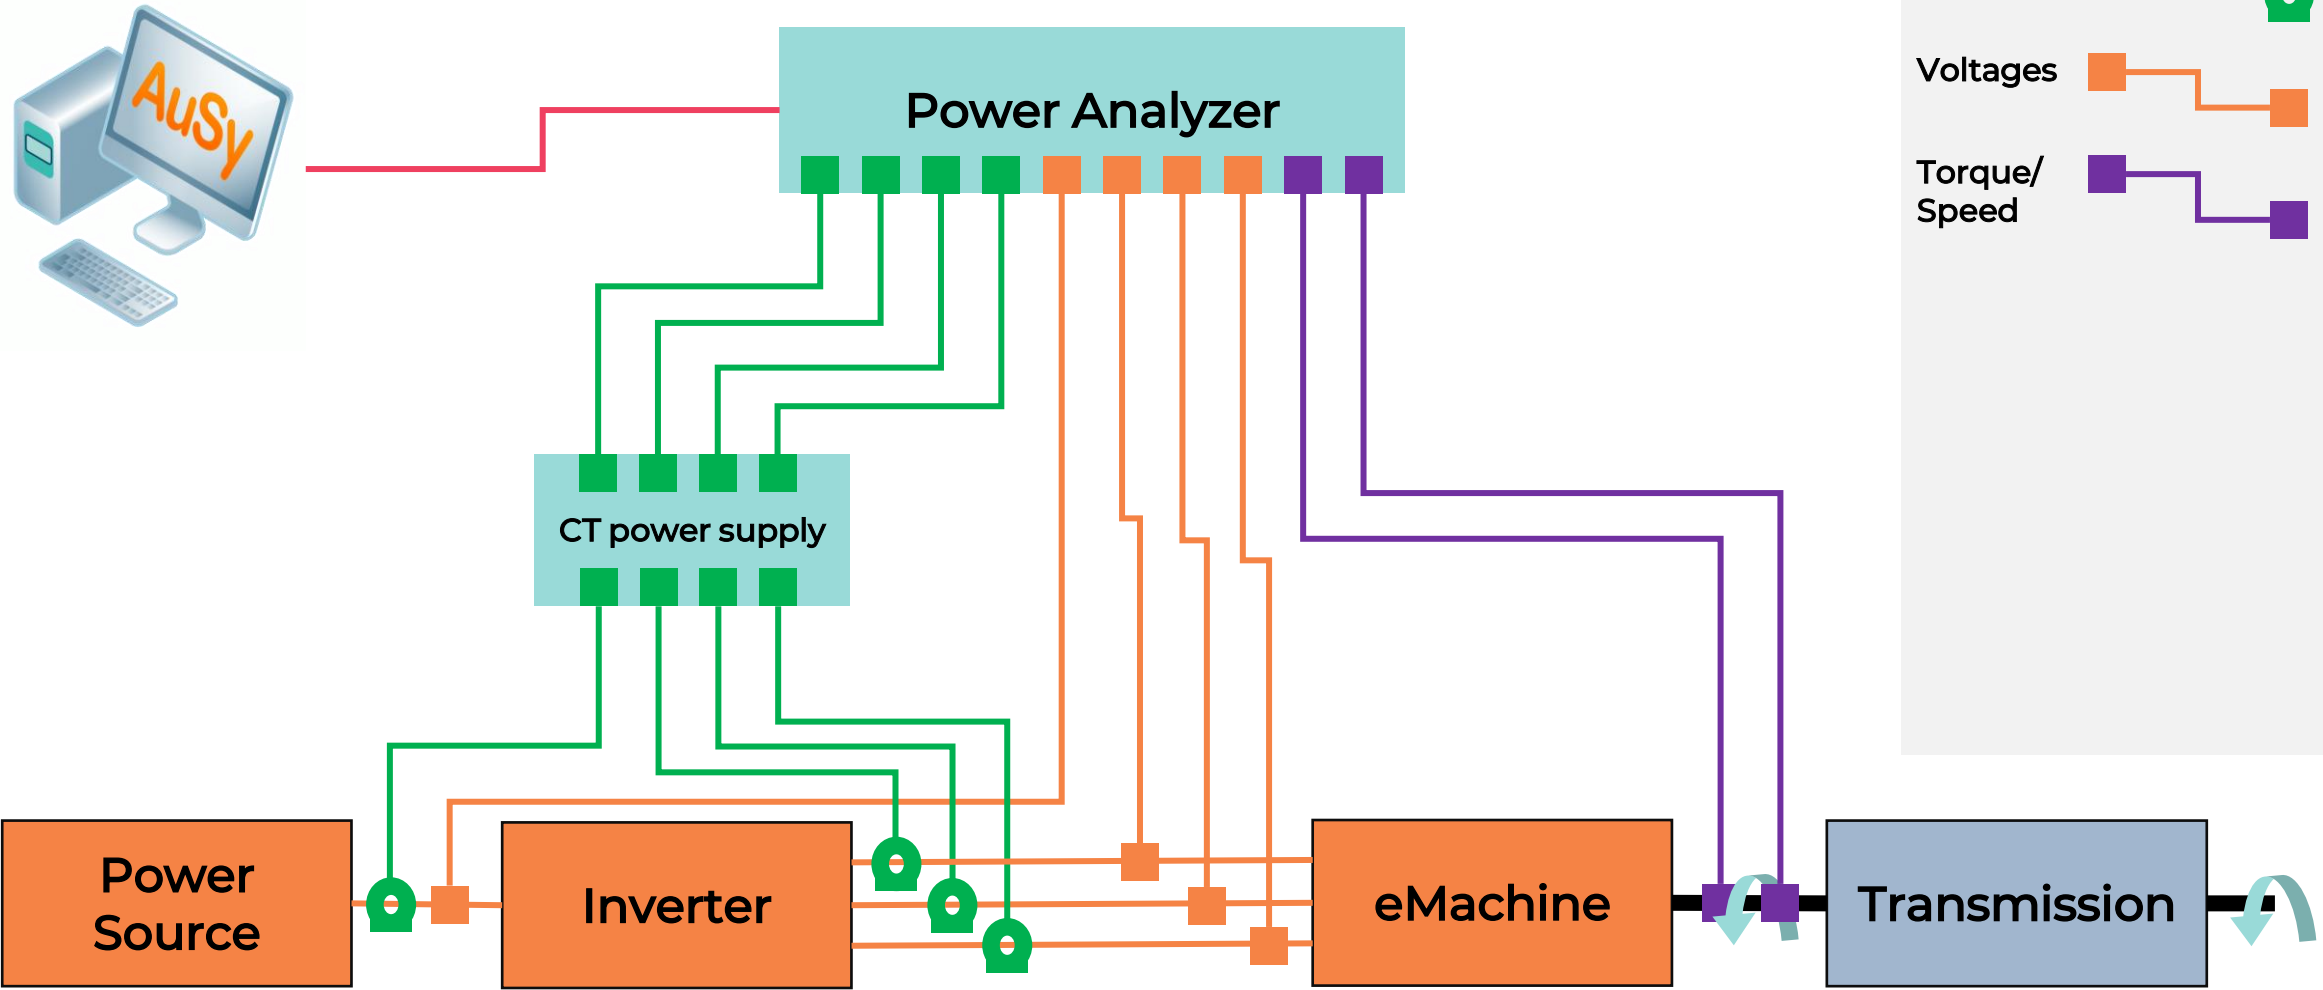 AuSy
Power Analyzer
Voltages
Torque/
Speed
CT power supply
Power
Source
Inverter
eMachine
Transmission